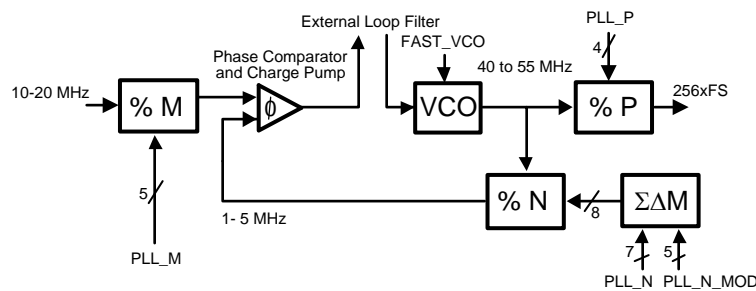 External Loop Filter
PLL_P
FAST_VCO
4
Phase Comparator
and Charge Pump
40 to 55 MHz
10-20 MHz
256xFS
% M
ϕ
VCO
% P
5
% N
8
ΣΔM
1- 5 MHz
7
5
PLL_M
PLL_N
PLL_N_MOD